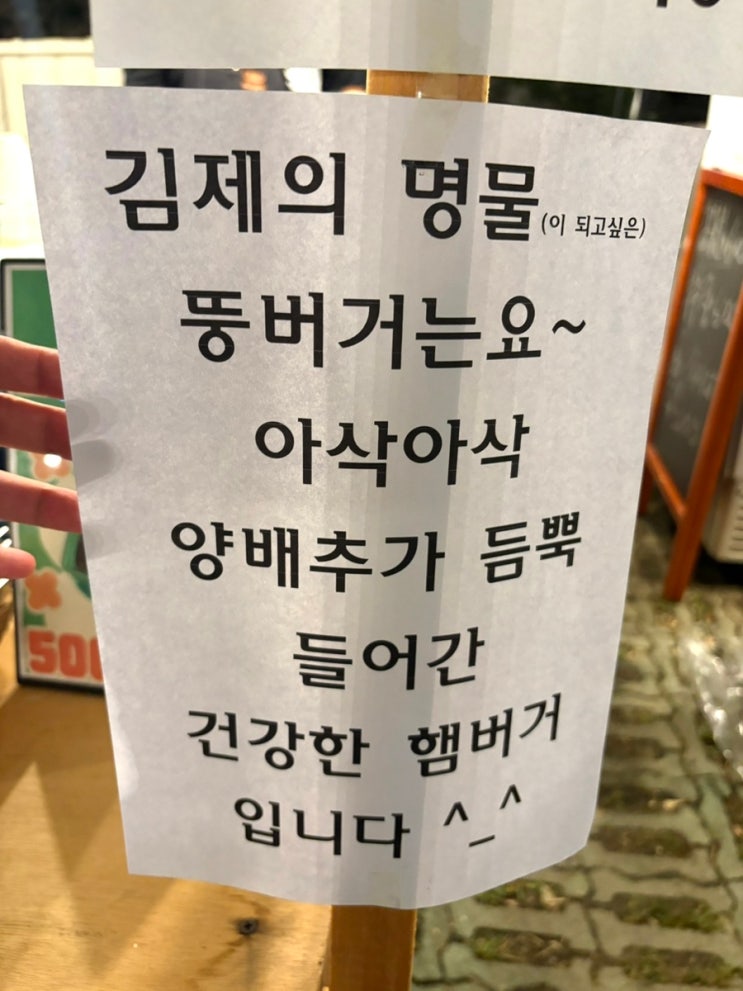 김제의 명물(이 되고싶은)
뚱버거는요~
아삭아삭
양배추가 듬뿍
들어간
건강한 햄버거
입니다 ^_^
500